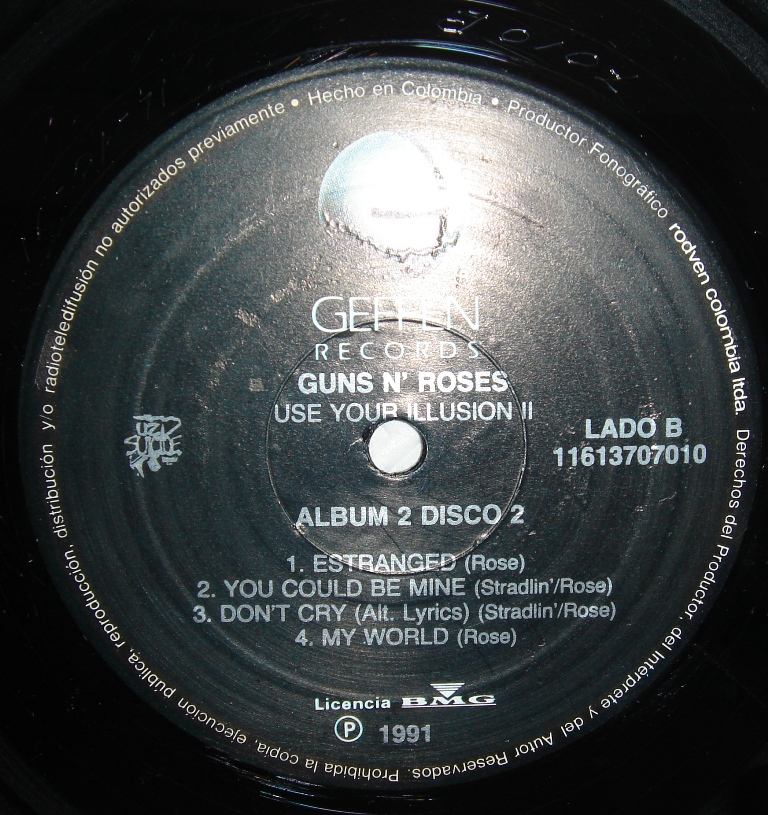 Hecho en Colombia • Productor Fonográfico rodven colombia ltda. Derechos del Productor, del Intérprete y del Autor Reservados. Prohibida la copia, ejecución pública, reproducción, distribución y/o radioteledifusión no autorizados previamente •
GEFFEN
RECORDS
GUNS N' ROSES
USE YOUR ILLUSION II
LADO B
11613707010
ALBUM 2 DISCO 2
1. ESTRANGED (Rose)
2. YOU COULD BE MINE (Stradlin'/Rose)
3. DON'T CRY (Alt. Lyrics) (Stradlin'/Rose)
4. MY WORLD (Rose)
Licencia BMG
℗ 1991